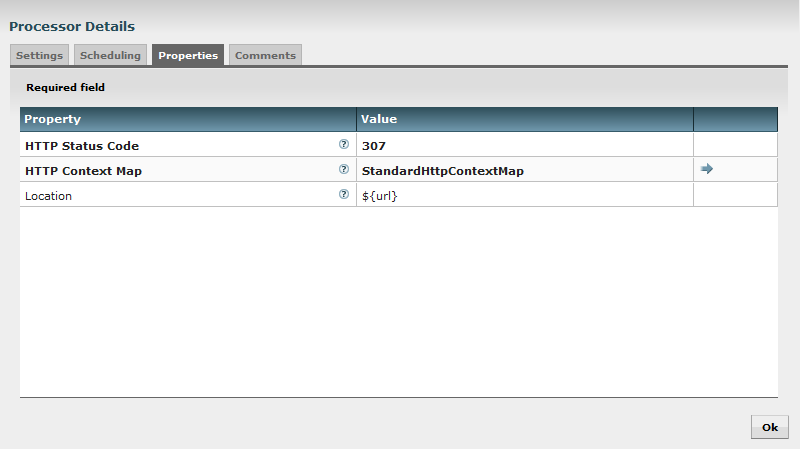 Processor Details
Settings Scheduling Properties Comments
Required field
Property Value
HTTP Status Code ? 307
HTTP Context Map ? StandardHttpContextMap
Location ? ${url}
Ok